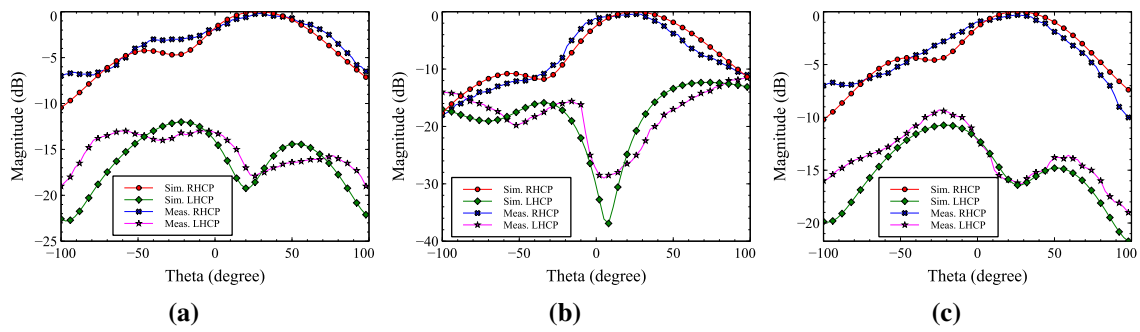 0
−5
−10
−15
−20
−25
−100
−50
0
50
100
Magnitude (dB)
Theta (degree)
Sim. RHCP
Sim. LHCP
Meas. RHCP
Meas. LHCP
(a)
0
−10
−20
−30
−40
−100
−50
0
50
100
Magnitude (dB)
Theta (degree)
Sim. RHCP
Sim. LHCP
Meas. RHCP
Meas. LHCP
(b)
0
−5
−10
−15
−20
−100
−50
0
50
100
Magnitude (dB)
Theta (degree)
Sim. RHCP
Sim. LHCP
Meas. RHCP
Meas. LHCP
(c)